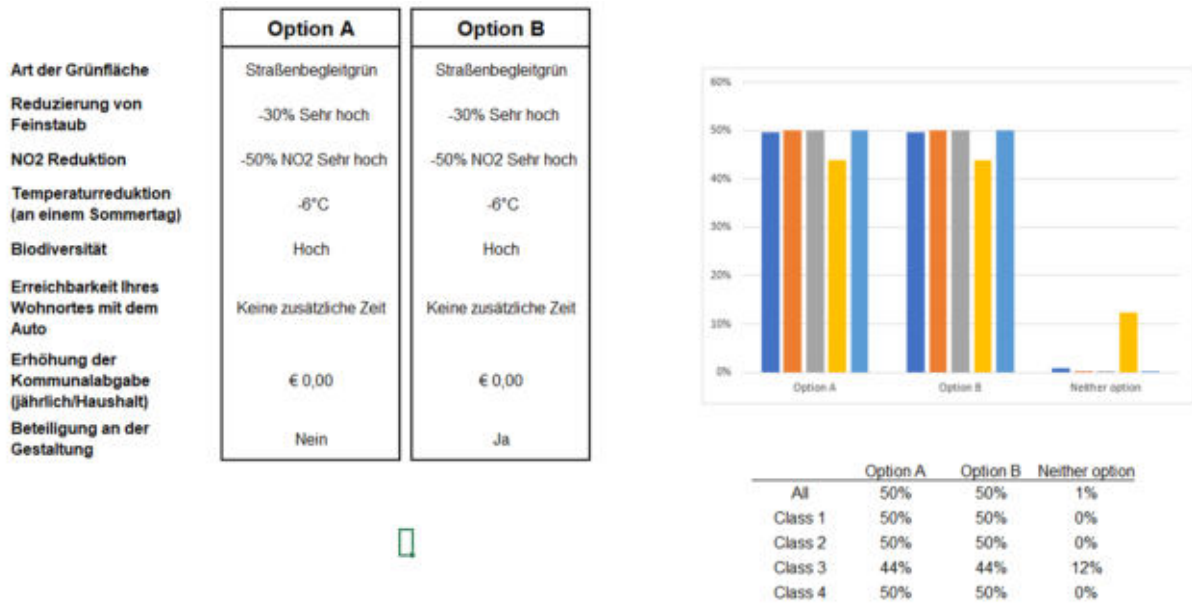 Option A Option B
Art der Grünfläche Straßenbegleitgrün Straßenbegleitgrün
Reduzierung von
Feinstaub -30% Sehr hoch -30% Sehr hoch
NO2 Reduktion -50% NO2 Sehr hoch -50% NO2 Sehr hoch
Temperaturreduktion
(an einem Sommertag) -6°C -6°C
Biodiversität Hoch Hoch
Erreichbarkeit Ihres
Wohnortes mit dem Keine zusätzliche Zeit Keine zusätzliche Zeit
Auto
Erhöhung der
Kommunalabgabe € 0,00 € 0,00
(jährlich/Haushalt)
Beteiligung an der
Gestaltung Nein Ja
60%
50%
40%
30%
20%
10%
0%
Option A Option B Neither option
Option A Option B Neither option
All 50% 50% 1%
Class 1 50% 50% 0%
Class 2 50% 50% 0%
Class 3 44% 44% 12%
Class 4 50% 50% 0%